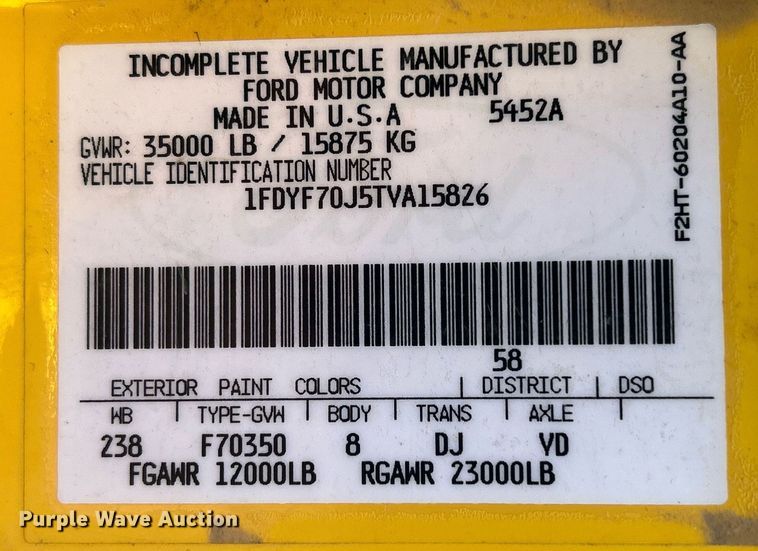 INCOMPLETE VEHICLE MANUFACTURED BY
FORD MOTOR COMPANY
MADE IN U.S.A 5452A
GVWR: 35000 LB / 15875 KG
VEHICLE IDENTIFICATION NUMBER
1FDYF70J5TVA15826
F2HT-60204A10-AA
58
EXTERIOR PAINT COLORS | DISTRICT | DSO
WB | TYPE-GVW | BODY | TRANS | AXLE |
238 F70350 8 DJ YD
FGAWR 12000LB RGAWR 23000LB
Purple Wave Auction